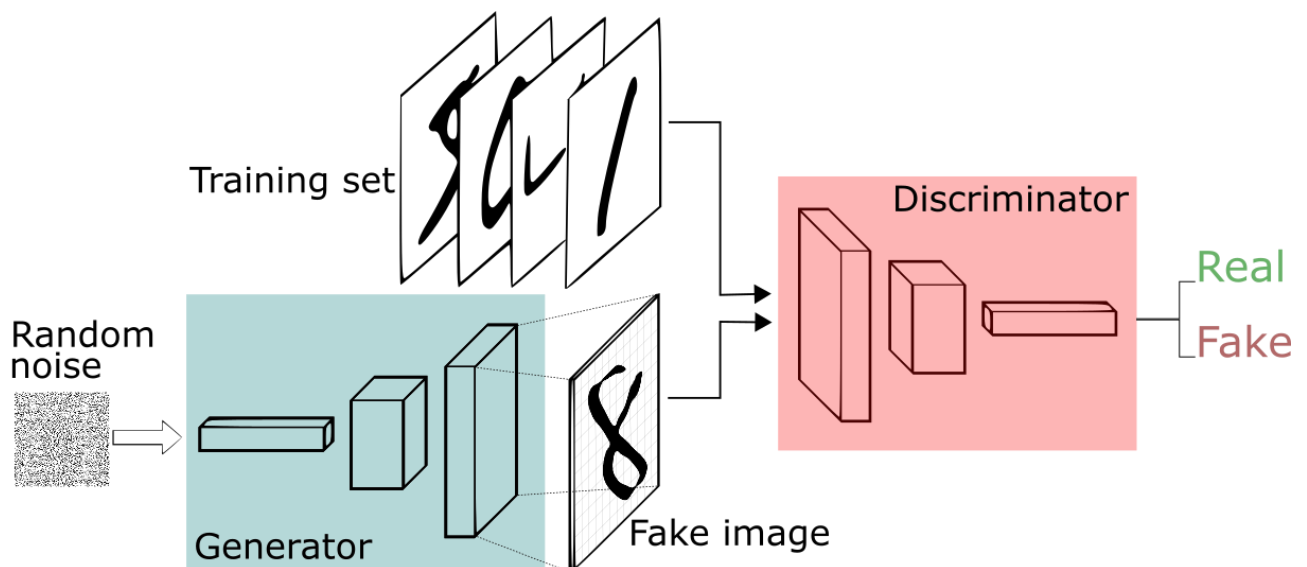 Training set
Discriminator
Real
Fake
Random
noise
Generator
Fake image